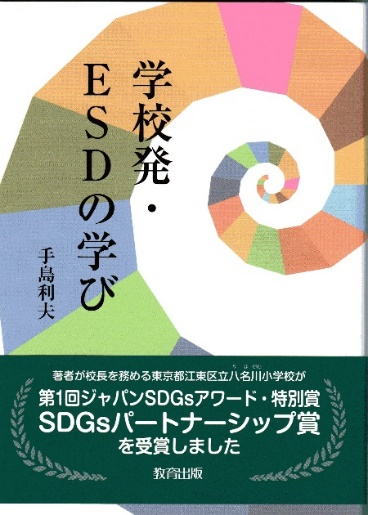 学校発・
ESDの学び
手島利夫
著者が校長を務める東京都江東区立八名川小学校が
第1回ジャパンSDGsアワード・特別賞
SDGsパートナーシップ賞
を受賞しました
教育出版